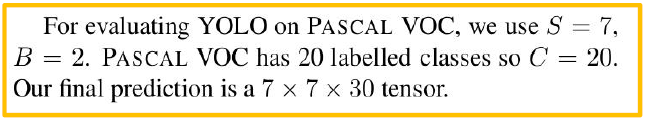 For evaluating YOLO on PASCAL VOC, we use S = 7,
B = 2. PASCAL VOC has 20 labelled classes so C = 20.
Our final prediction is a 7 × 7 × 30 tensor.